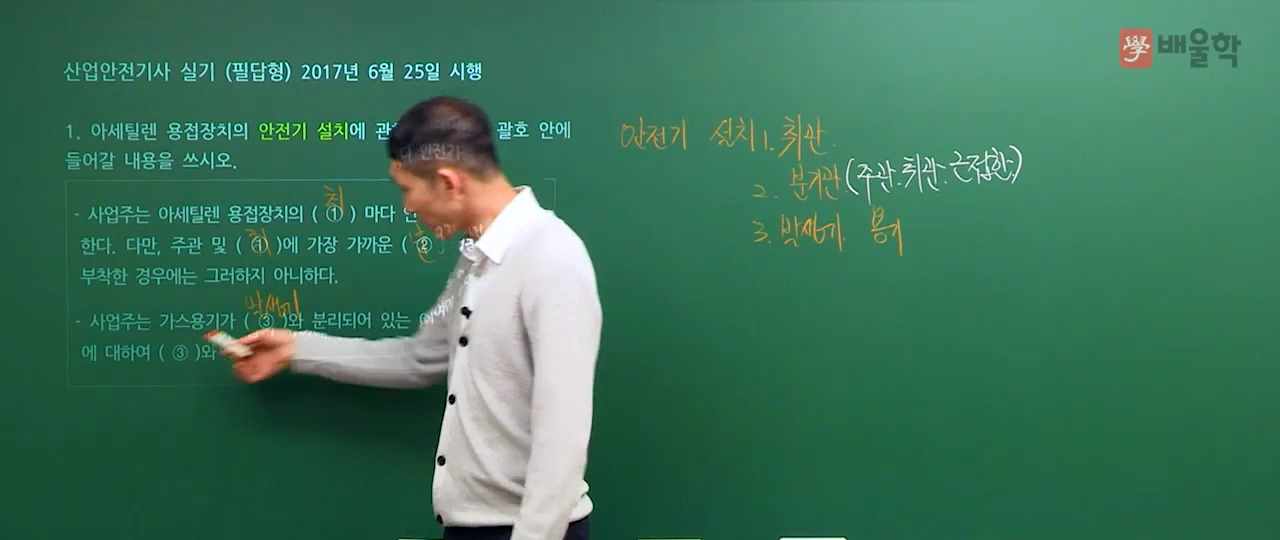 學 배울학
산업안전기사 실기 (필답형) 2017년 6월 25일 시행
1. 아세틸렌 용접장치의 안전기 설치에 관 괄호 안에
들어갈 내용을 쓰시오.
취
- 사업주는 아세틸렌 용접장치의 ( ① ) 마다
한다. 다만, 주관 및 ( ① )에 가장 가까운 ( ②
취
부착한 경우에는 그러하지 아니하다.
발생기
- 사업주는 가스용기가 ( ③ )와 분리되어 있는
에 대하여 ( ③ )와
안전기 설치 1. 취관.
2. 분기관 (주관.취관.근접한)
3. 발생기 용기